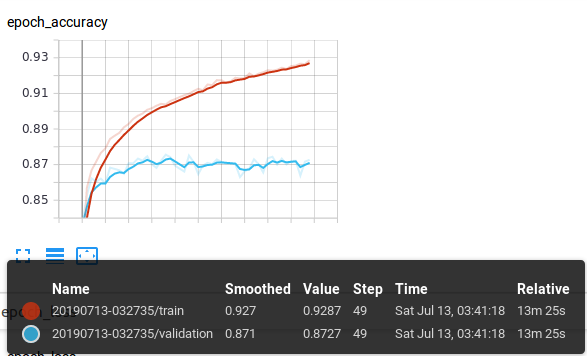 epoch_accuracy
0.93
0.91
0.89
0.87
0.85
Name Smoothed Value Step Time Relative
20190713-032735/train 0.927 0.9287 49 Sat Jul 13, 03:41:18 13m 25s
20190713-032735/validation 0.871 0.8727 49 Sat Jul 13, 03:41:18 13m 25s